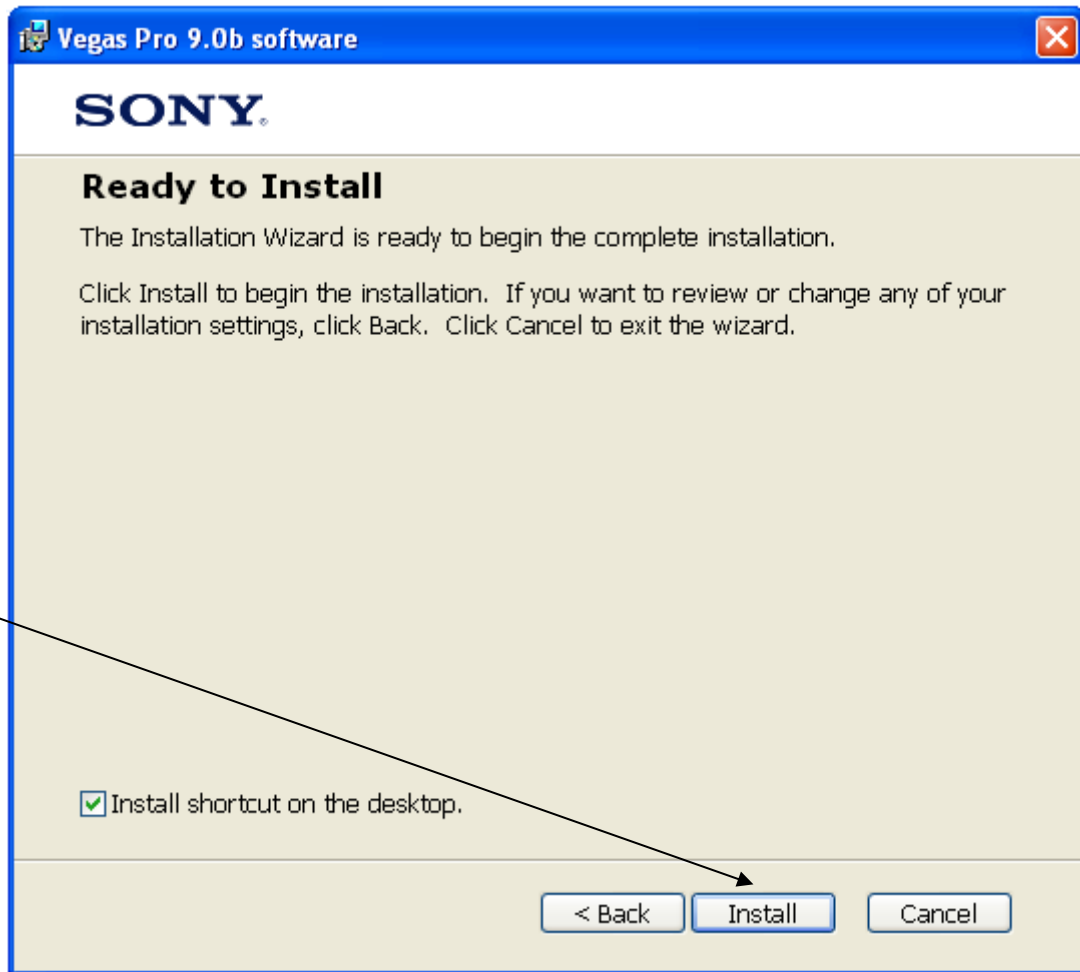 Vegas Pro 9.0b software
SONY.
Ready to Install
The Installation Wizard is ready to begin the complete installation.
Click Install to begin the installation. If you want to review or change any of your
installation settings, click Back. Click Cancel to exit the wizard.
Install shortcut on the desktop.
< Back Install Cancel